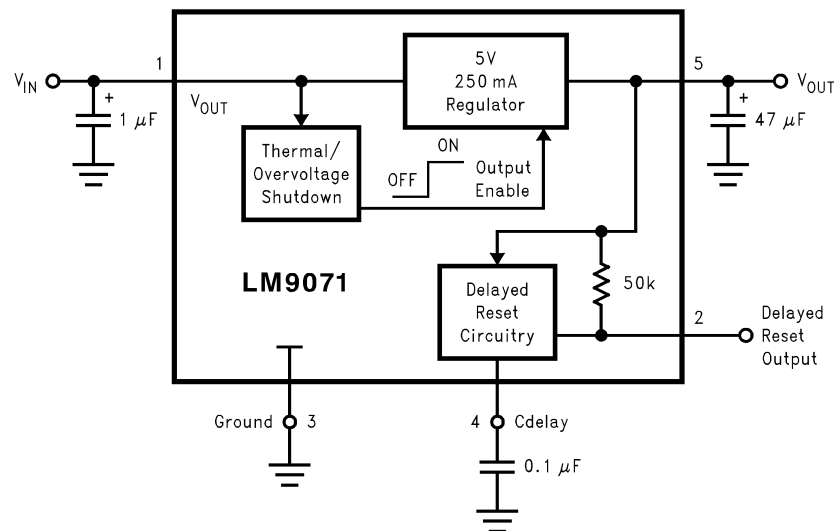 V_IN
1
+
1 μF
V_OUT
5V
250 mA
Regulator
5
V_OUT
+
47 μF
Thermal/
Overvoltage
Shutdown
ON
OFF
Output
Enable
LM9071
Delayed
Reset
Circuitry
50k
2
Delayed
Reset
Output
Ground
3
4
Cdelay
0.1 μF